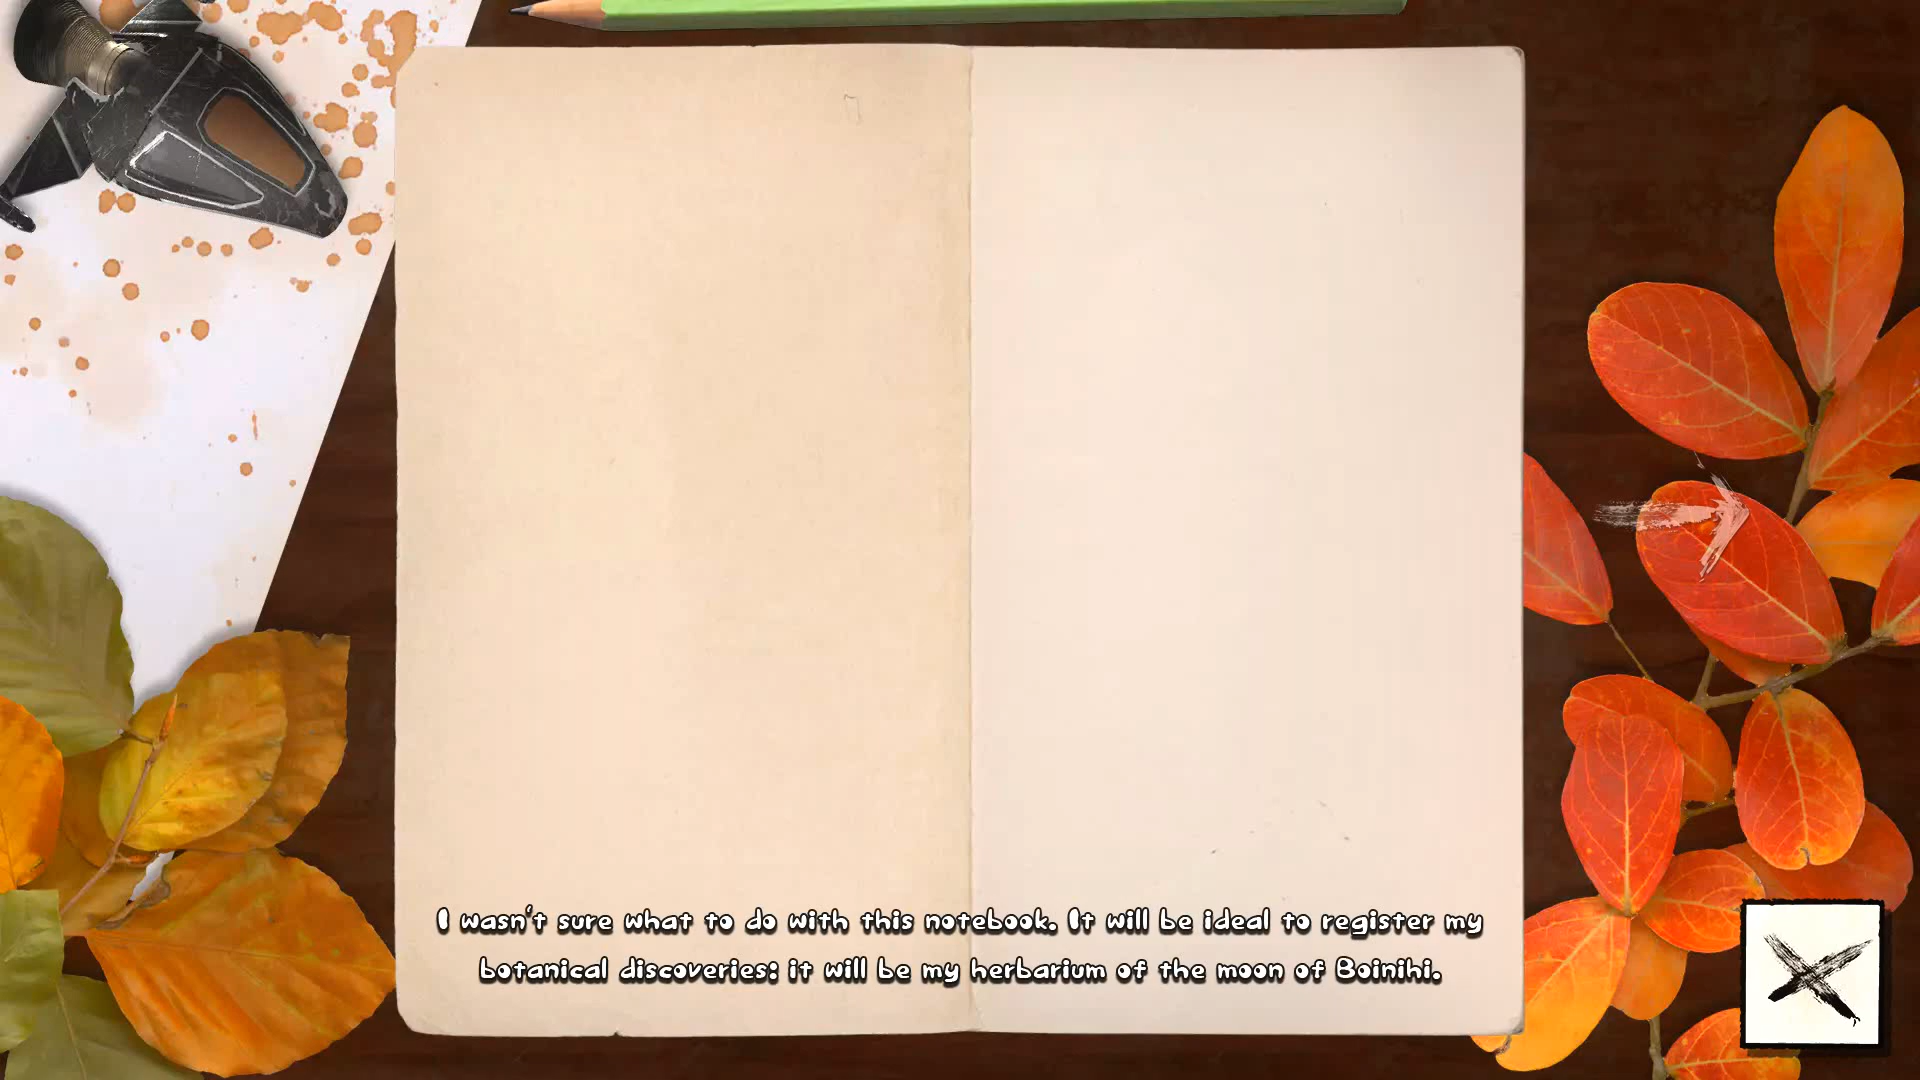 I wasn't sure what to do with this notebook. It will be ideal to register my
botanical discoveries: it will be my herbarium of the moon of Boinihi.